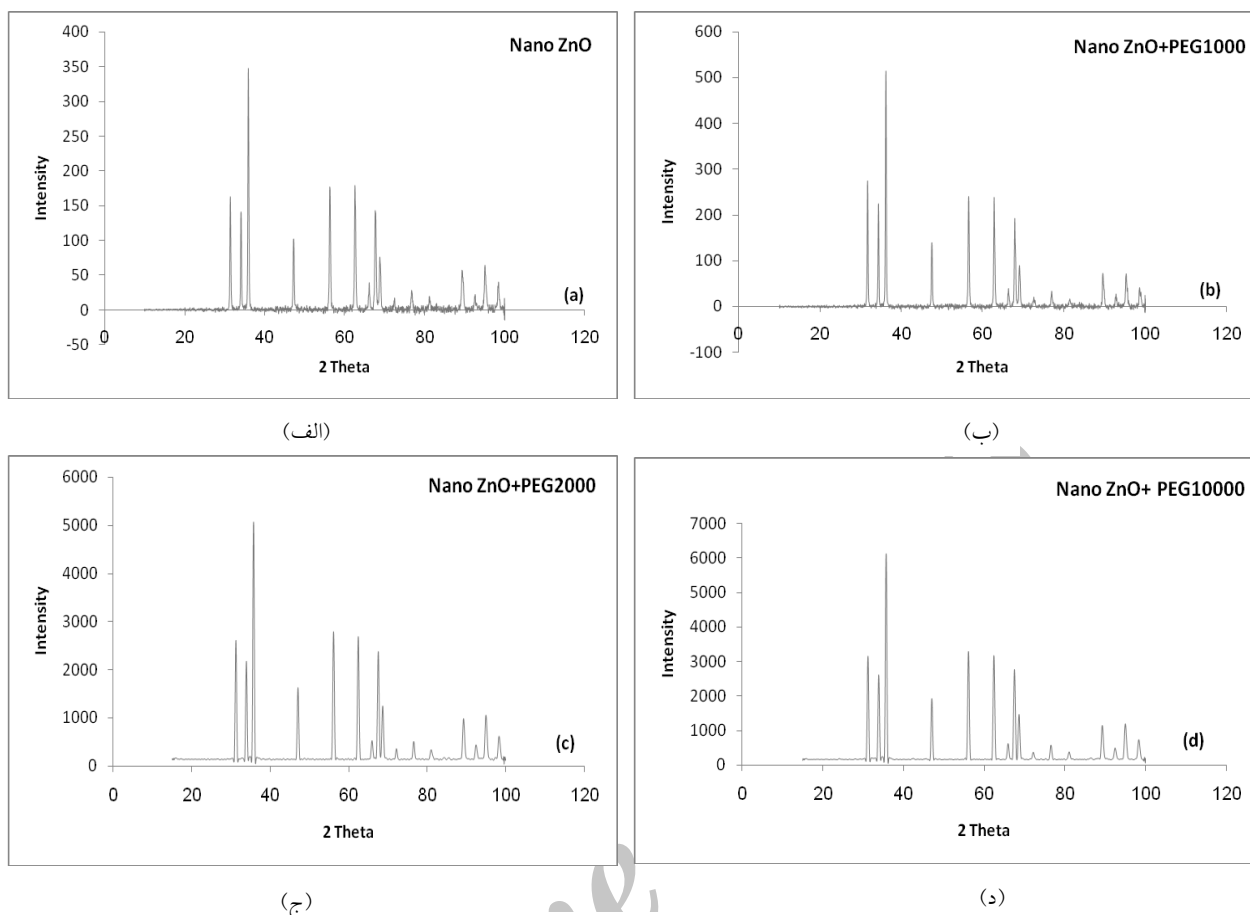 Nano ZnO
400
350
300
250
200
150
100
50
0
-50
0 20 40 60 80 100 120
Intensity
2 Theta
(a)
(الف)
Nano ZnO+PEG1000
600
500
400
300
200
100
0
-100
0 20 40 60 80 100 120
Intensity
2 Theta
(b)
(ب)
Nano ZnO+PEG2000
6000
5000
4000
3000
2000
1000
0
0 20 40 60 80 100 120
Intensity
2 Theta
(c)
(ج)
Nano ZnO+ PEG10000
7000
6000
5000
4000
3000
2000
1000
0
0 20 40 60 80 100 120
Intensity
2 Theta
(d)
(د)